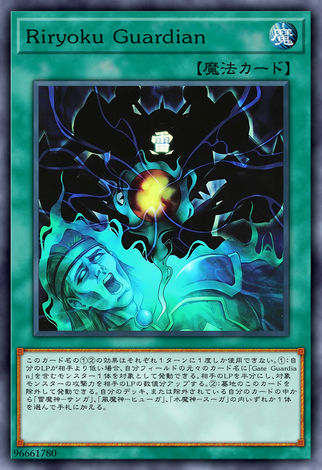 Riryoku Guardian
魔
【魔法カード】
雷
このカード名の①②の効果はそれぞれ1ターンに1度しか使用できない。①:自
分のLPが相手より低い場合、自分フィールドの元々のカード名に「Gate Guardia
n」を含むモンスター1体を対象として発動できる。相手のLPを半分にし、対象
モンスターの攻撃力を相手のLPの数値分アップする。②:墓地のこのカードを
除外して発動できる。自分のデッキ、または除外されている自分のカードの中か
ら「雷魔神-サンガ」、「風魔神-ヒューガ」、「水魔神-スーガ」の内いずれか1体
を選んで手札に加える。
96661780